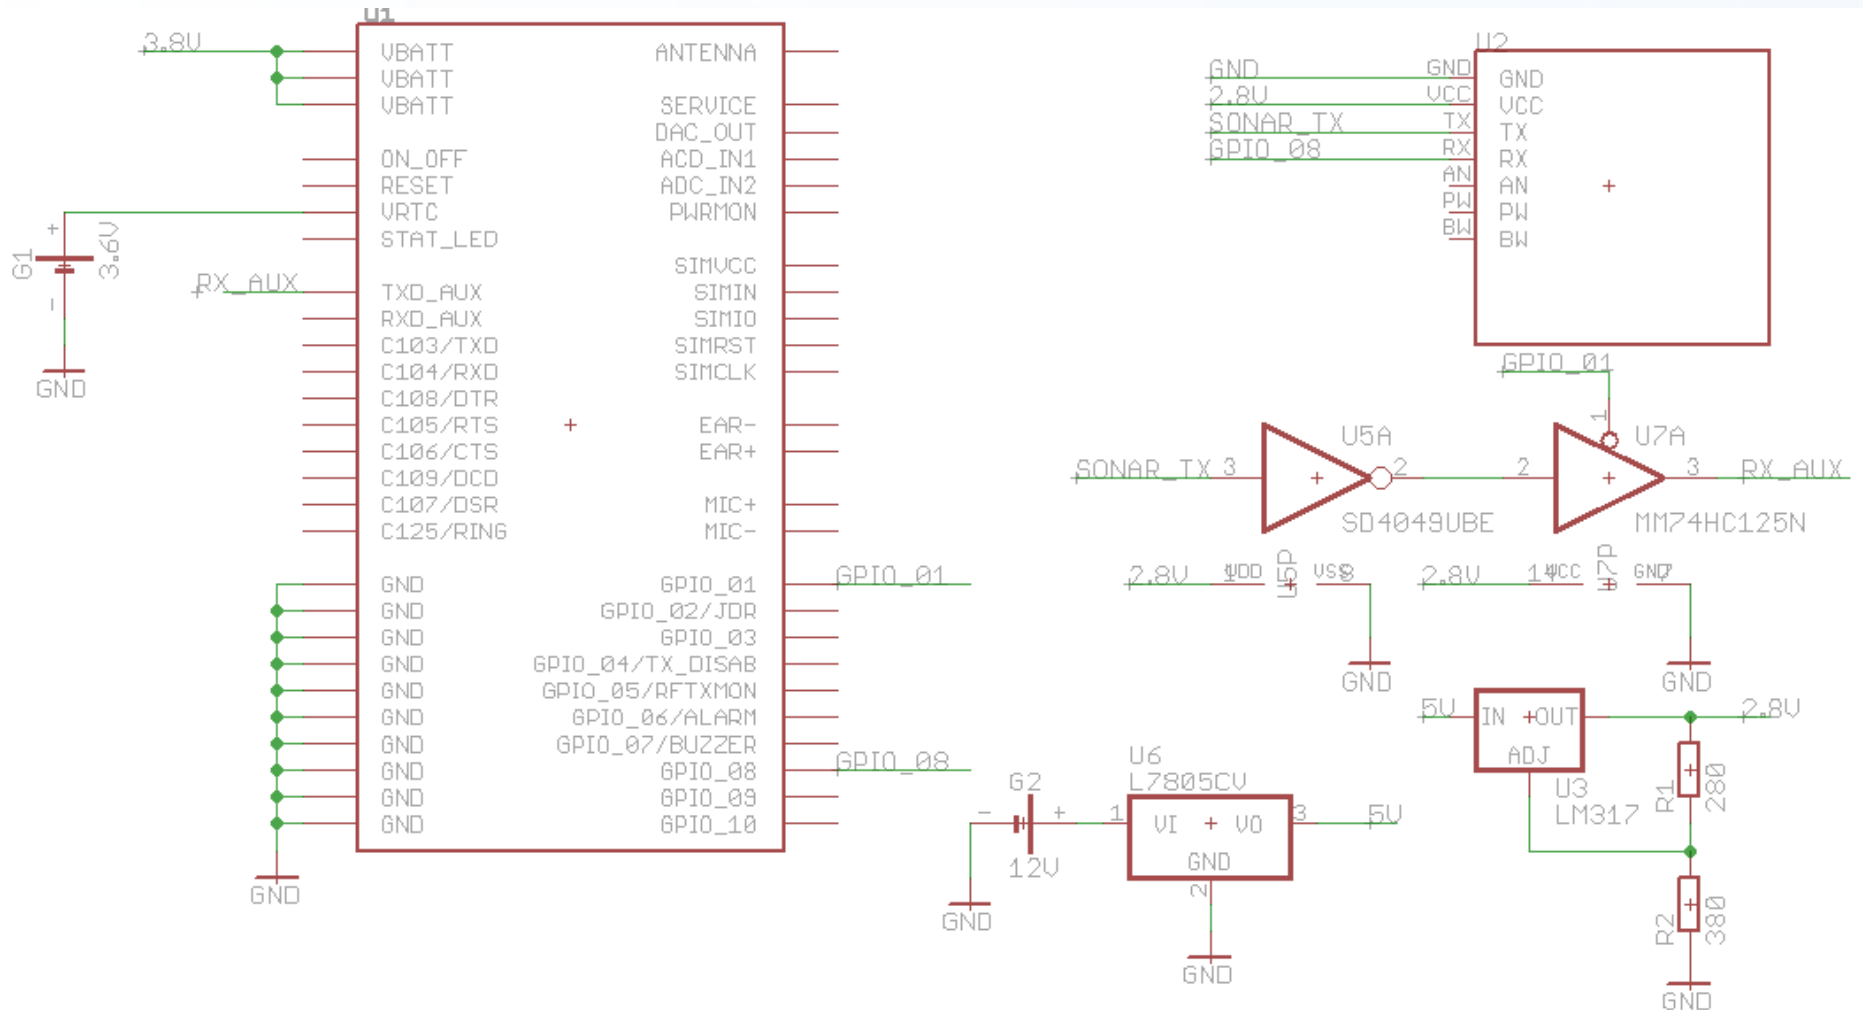 U1
3.8V
VBATT
VBATT
VBATT
ON_OFF
RESET
VRTC
STAT_LED
TXD_AUX
RXD_AUX
C103/TXD
C104/RXD
C108/DTR
C105/RTS
C106/CTS
C109/DCD
C107/DSR
C125/RING
GND
GND
GND
GND
GND
GND
GND
GND
GND
GND
ANTENNA
SERVICE
DAC_OUT
ACD_IN1
ADC_IN2
PWRMON
SIMVCC
SIMIN
SIMIO
SIMRST
SIMCLK
EAR-
EAR+
MIC+
MIC-
GPIO_01
GPIO_02/JDR
GPIO_03
GPIO_04/TX_DISAB
GPIO_05/RFTXMON
GPIO_06/ALARM
GPIO_07/BUZZER
GPIO_08
GPIO_09
GPIO_10
+
G1
3.6V
-
GND
RX_AUX
GND
GPIO_01
GPIO_08
U2
GND
2.8V
SONAR_TX
GPIO_08
GND
VCC
TX
RX
AN
PW
BW
GND
VCC
TX
RX
AN
PW
BW
GPIO_01
1
SONAR_TX
3
U5A
2
SD4049UBE
2
U7A
3
RX_AUX
MM74HC125N
2.8V
1
VDD
U5P
VSS
8
GND
2.8V
14
VCC
U7P
GND
7
GND
5V
IN
OUT
ADJ
2.8V
U3
LM317
R1
280
R2
380
GND
G2
-
+
12V
GND
U6
L7805CV
1
VI
VO
3
GND
2
5V
GND